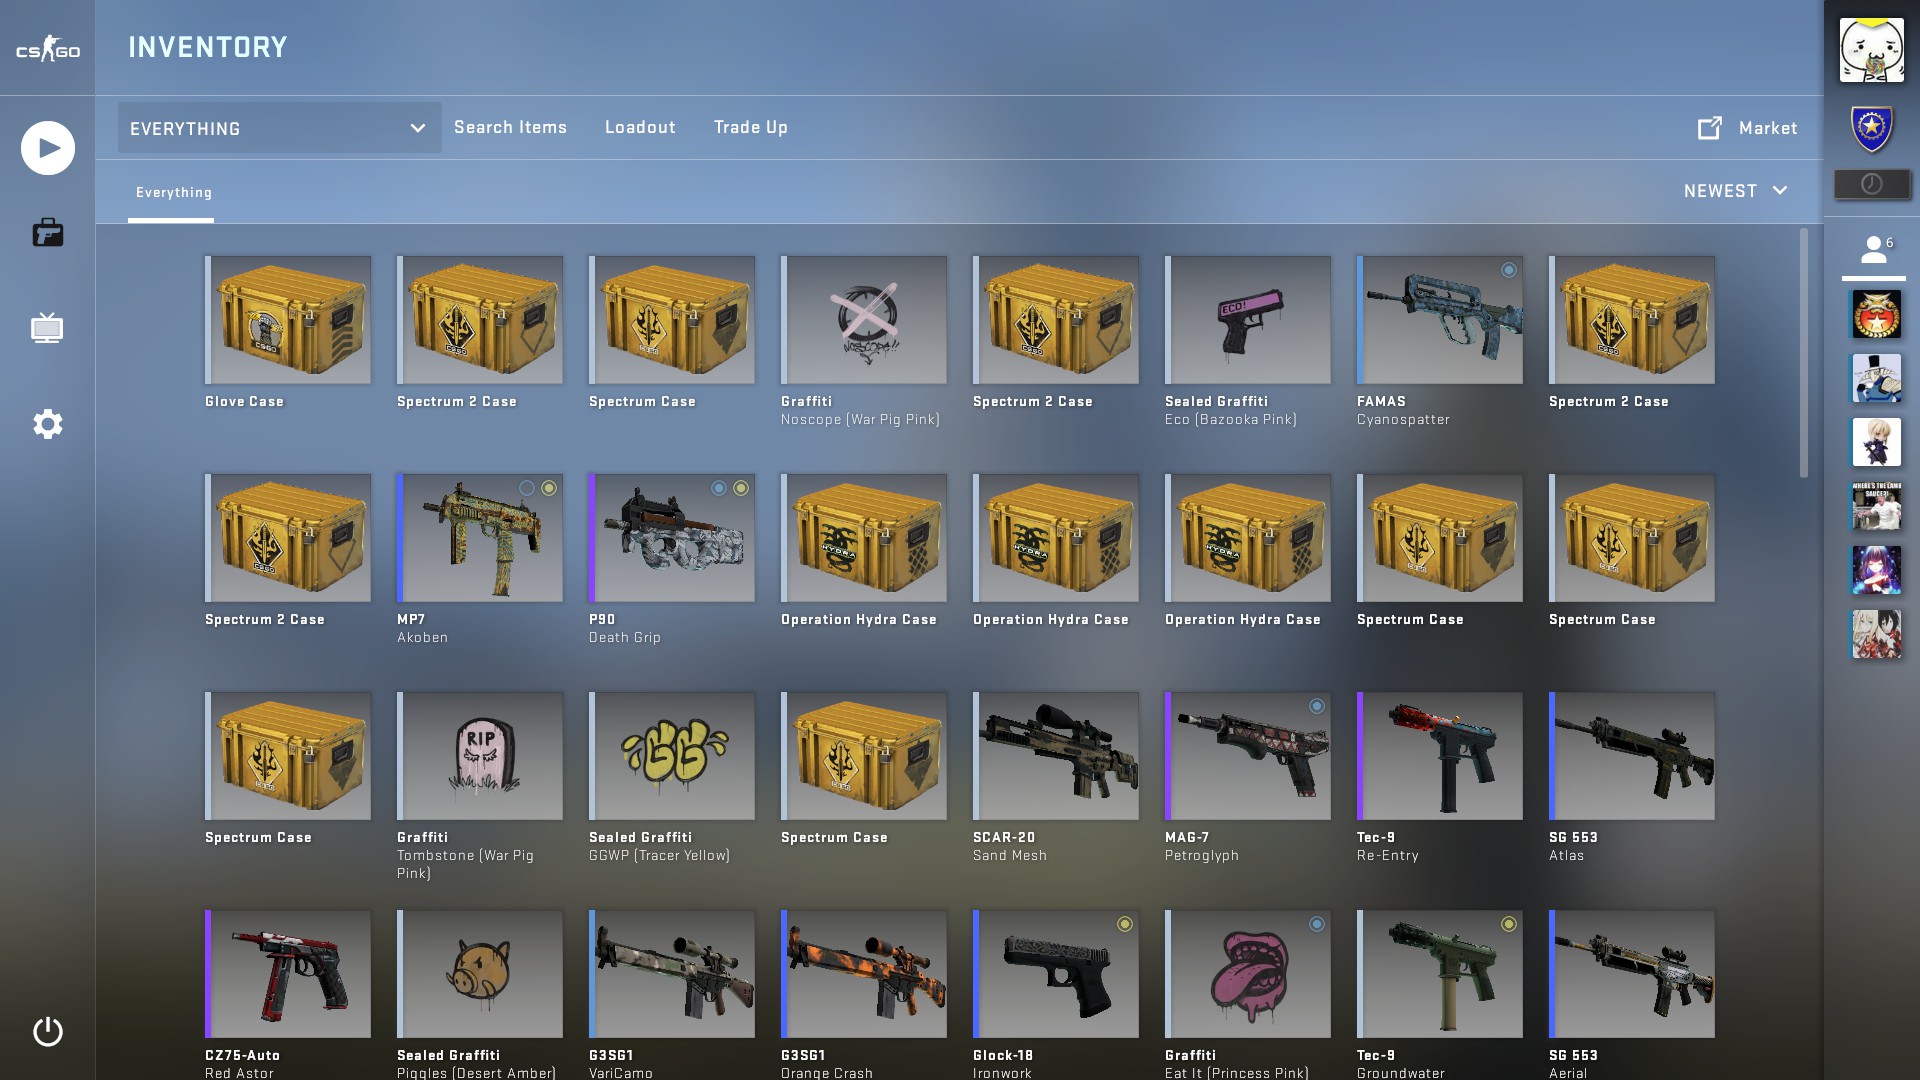 CS GO
INVENTORY
EVERYTHING
Search Items
Loadout
Trade Up
Market
Everything
NEWEST
6
Glove Case
Spectrum 2 Case
Spectrum Case
Graffiti
Noscope (War Pig Pink)
Spectrum 2 Case
Sealed Graffiti
Eco (Bazooka Pink)
FAMAS
Cyanospatter
Spectrum 2 Case
Spectrum 2 Case
MP7
Akoben
P90
Death Grip
Operation Hydra Case
Operation Hydra Case
Operation Hydra Case
Spectrum Case
Spectrum Case
WHERE'S THE LAMB
SAUCE?!
Spectrum Case
RIP
Graffiti
Tombstone (War Pig
Pink)
GG
Sealed Graffiti
GGWP (Tracer Yellow)
Spectrum Case
SCAR-20
Sand Mesh
MAG-7
Petroglyph
Tec-9
Re-Entry
SG 553
Atlas
CZ75-Auto
Red Astor
Sealed Graffiti
Piggles (Desert Amber)
G3SG1
VariCamo
G3SG1
Orange Crash
Glock-18
Ironwork
Graffiti
Eat It (Princess Pink)
Tec-9
Groundwater
SG 553
Aerial